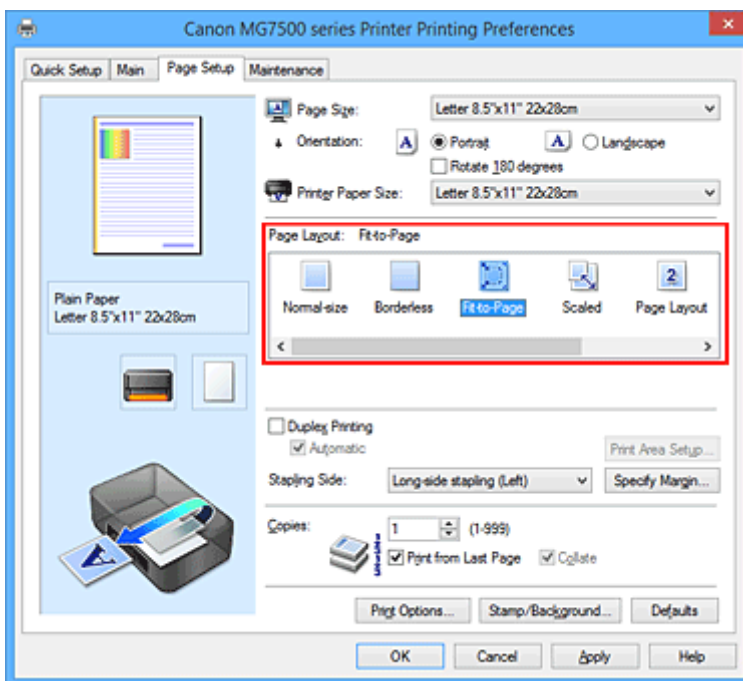 Canon MG7500 series Printer Printing Preferences
Quick Setup Main Page Setup Maintenance
Page Size: Letter 8.5"x11" 22x28cm
Orientation: A Portrait A Landscape
Rotate 180 degrees
Printer Paper Size: Letter 8.5"x11" 22x28cm
Page Layout: Fit-to-Page
Normal-size Borderless Fit-to-Page Scaled Page Layout
Plain Paper
Letter 8.5"x11" 22x28cm
Duplex Printing
Automatic
Print Area Setup...
Stapling Side: Long-side stapling (Left) Specify Margin...
Copies: 1 (1-999)
Print from Last Page Collate
Print Options... Stamp/Background... Defaults
OK Cancel Apply Help